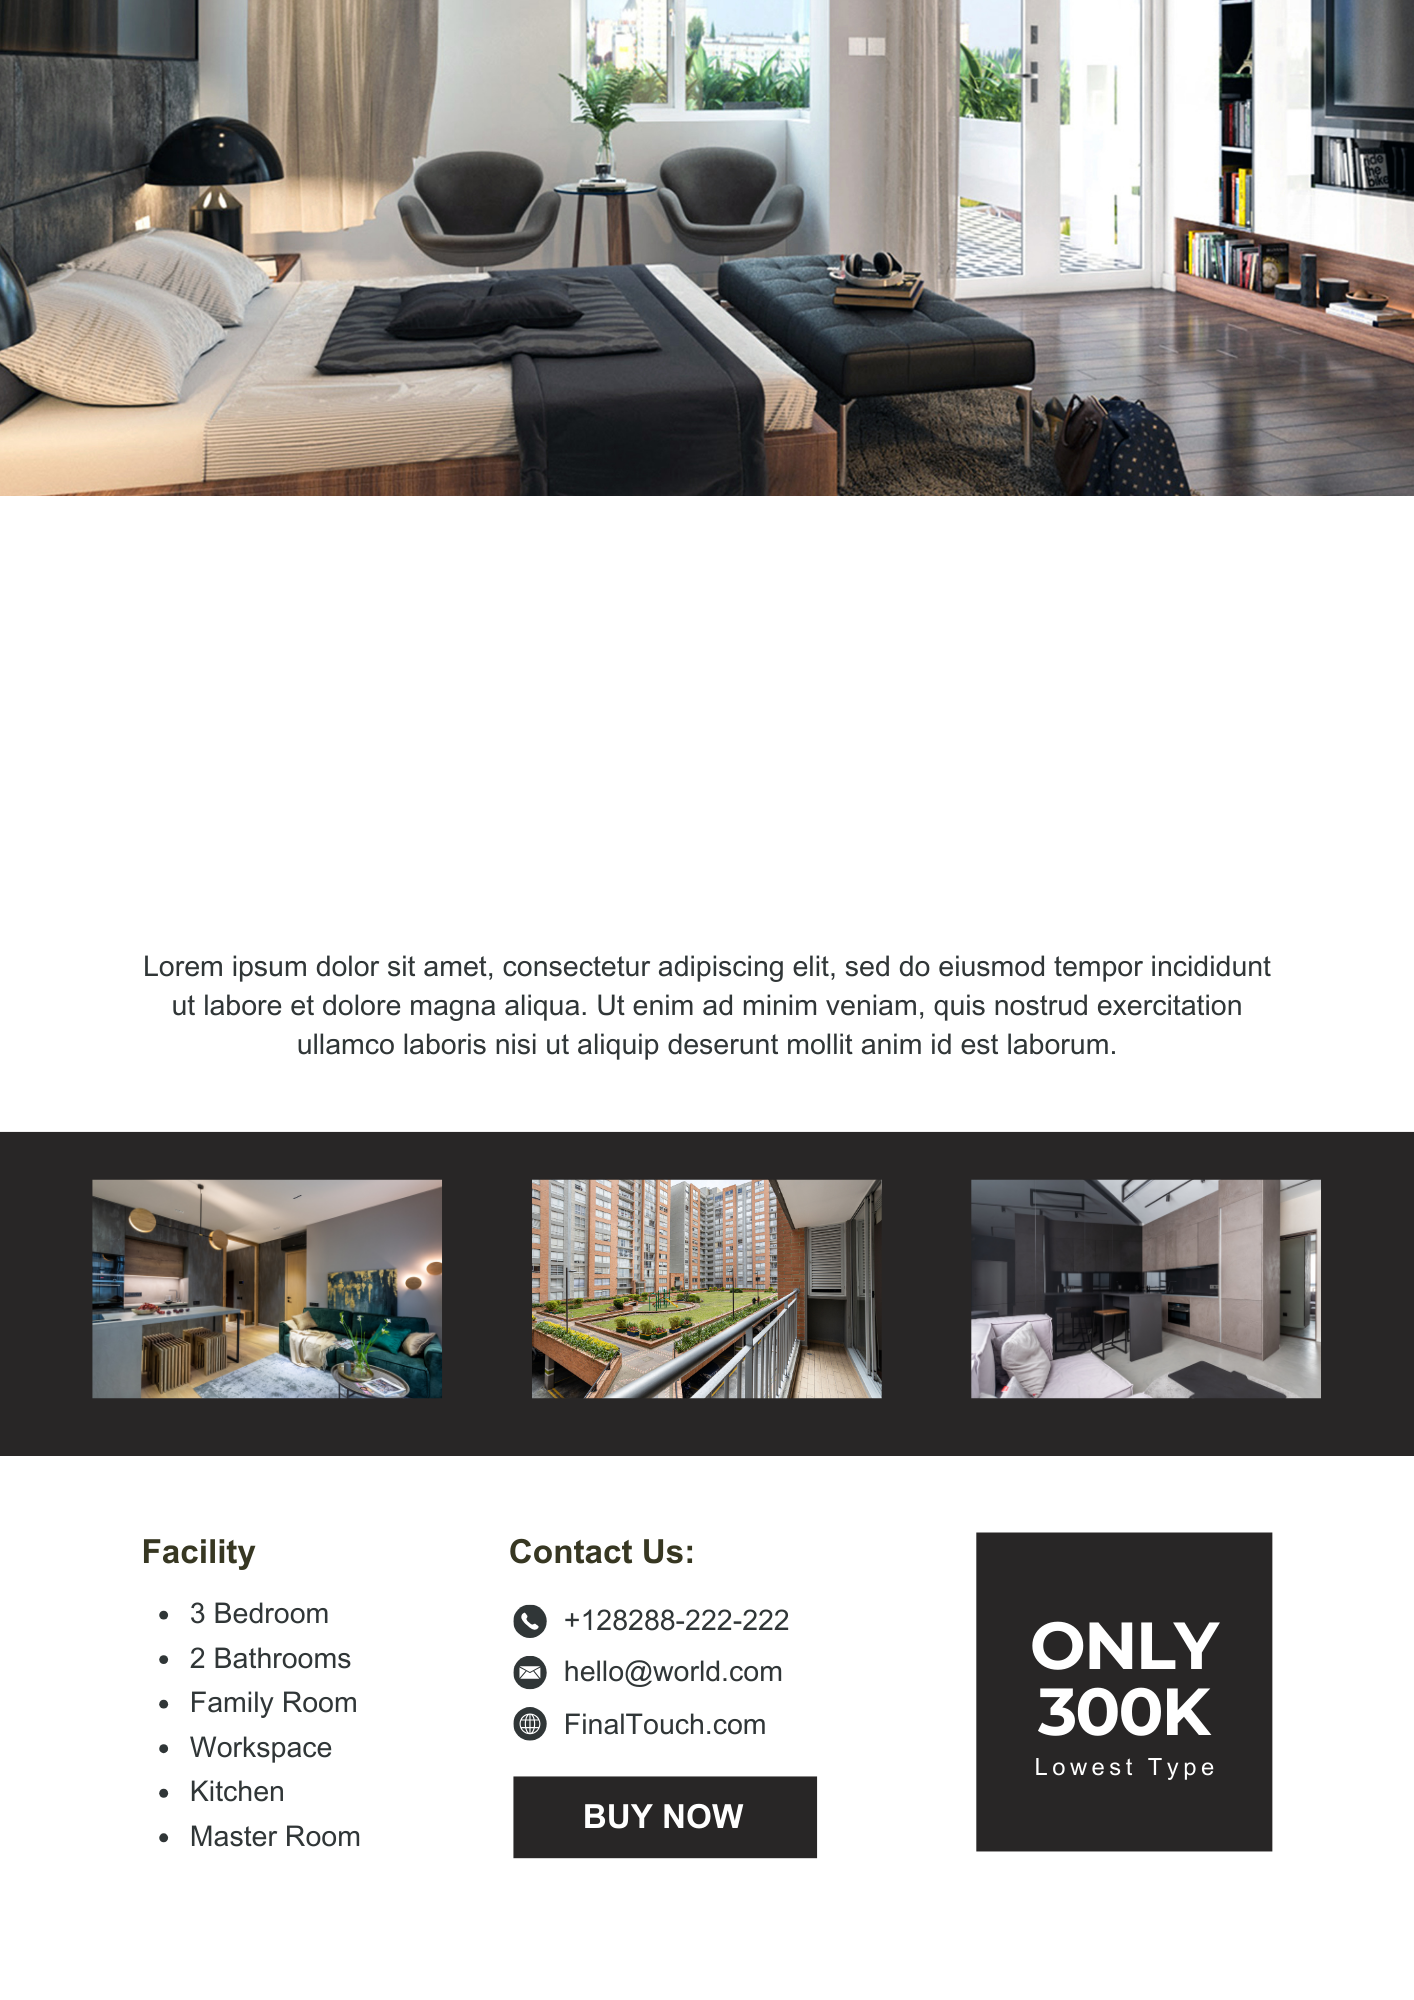 ride
the
bike
Lorem ipsum dolor sit amet, consectetur adipiscing elit, sed do eiusmod tempor incididunt
ut labore et dolore magna aliqua. Ut enim ad minim veniam, quis nostrud exercitation
ullamco laboris nisi ut aliquip deserunt mollit anim id est laborum.
Facility
• 3 Bedroom
• 2 Bathrooms
• Family Room
• Workspace
• Kitchen
• Master Room
Contact Us:
+128288-222-222
hello@world.com
FinalTouch.com
BUY NOW
ONLY
300K
Lowest Type